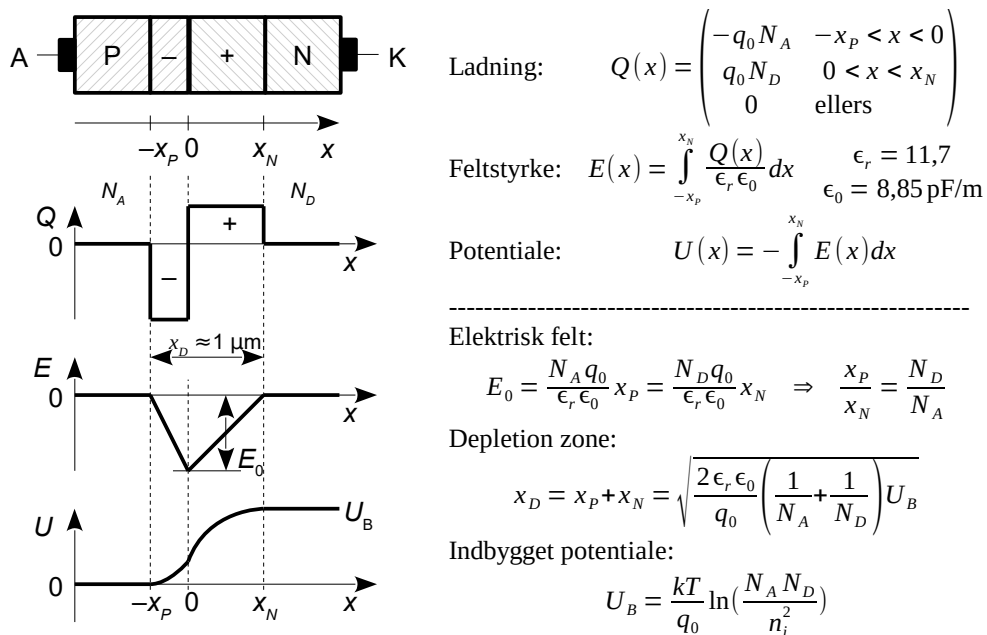 A P – + N K
–x_P 0 x_N x
N_A N_D
Q
0 + x
–
x_D ≈ 1 µm
E
0 x
E_0
U U_B
0
–x_P 0 x_N x
Ladning: Q(x) = ( −q_0 N_A −x_P < x < 0
q_0 N_D 0 < x < x_N
0 ellers )
Feltstyrke: E(x) = ∫_{−x_P}^{x_N} Q(x)/(ϵ_r ϵ_0) dx ϵ_r = 11,7
ϵ_0 = 8,85 pF/m
Potentiale: U(x) = −∫_{−x_P}^{x_N} E(x)dx
------------------------------------------------------------
Elektrisk felt:
E_0 = (N_A q_0)/(ϵ_r ϵ_0) x_P = (N_D q_0)/(ϵ_r ϵ_0) x_N ⇒ x_P/x_N = N_D/N_A
Depletion zone:
x_D = x_P + x_N = √( (2 ϵ_r ϵ_0)/q_0 (1/N_A + 1/N_D) U_B )
Indbygget potentiale:
U_B = kT/q_0 ln( (N_A N_D)/n_i^2 )